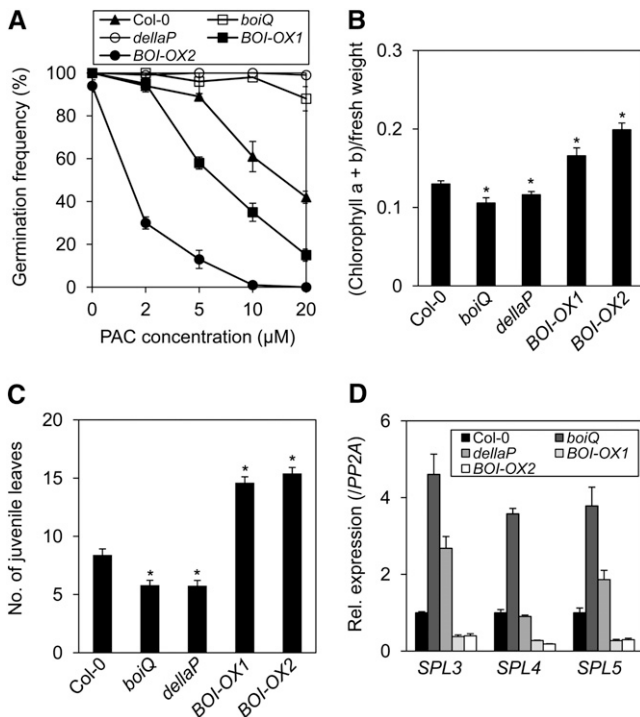 A
Col-0
boiQ
dellaP
BOI-OX1
BOI-OX2
Germination frequency (%)
100
80
60
40
20
0
0 2 5 10 20
PAC concentration (µM)
B
(Chlorophyll a + b)/fresh weight
0.3
0.2
0.1
0
*
*
*
*
Col-0
boiQ
dellaP
BOI-OX1
BOI-OX2
C
No. of juvenile leaves
20
15
10
5
0
*
*
*
*
Col-0
boiQ
dellaP
BOI-OX1
BOI-OX2
D
Rel. expression (/PP2A)
6
4
2
0
Col-0
boiQ
dellaP
BOI-OX1
BOI-OX2
SPL3 SPL4 SPL5